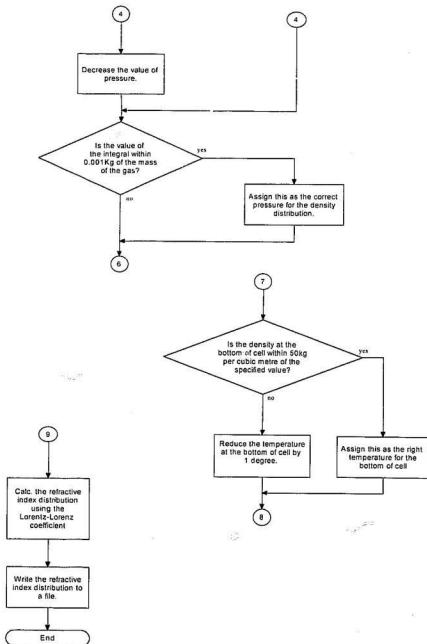 4
4
Decrease the value of
pressure.
Is the value of
the integral within
0.001Kg of the mass
of the gas?
yes
no
Assign this as the correct
pressure for the density
distribution.
6
7
Is the density at the
bottom of cell within 50kg
per cubic metre of the
specified value?
yes
no
Reduce the temperature
at the bottom of cell by
1 degree.
Assign this as the right
temperature for the
bottom of cell
8
9
Calc. the refractive
index distribution
using the
Lorentz-Lorenz
coefficient
Write the refractive
index distribution to
a file.
End